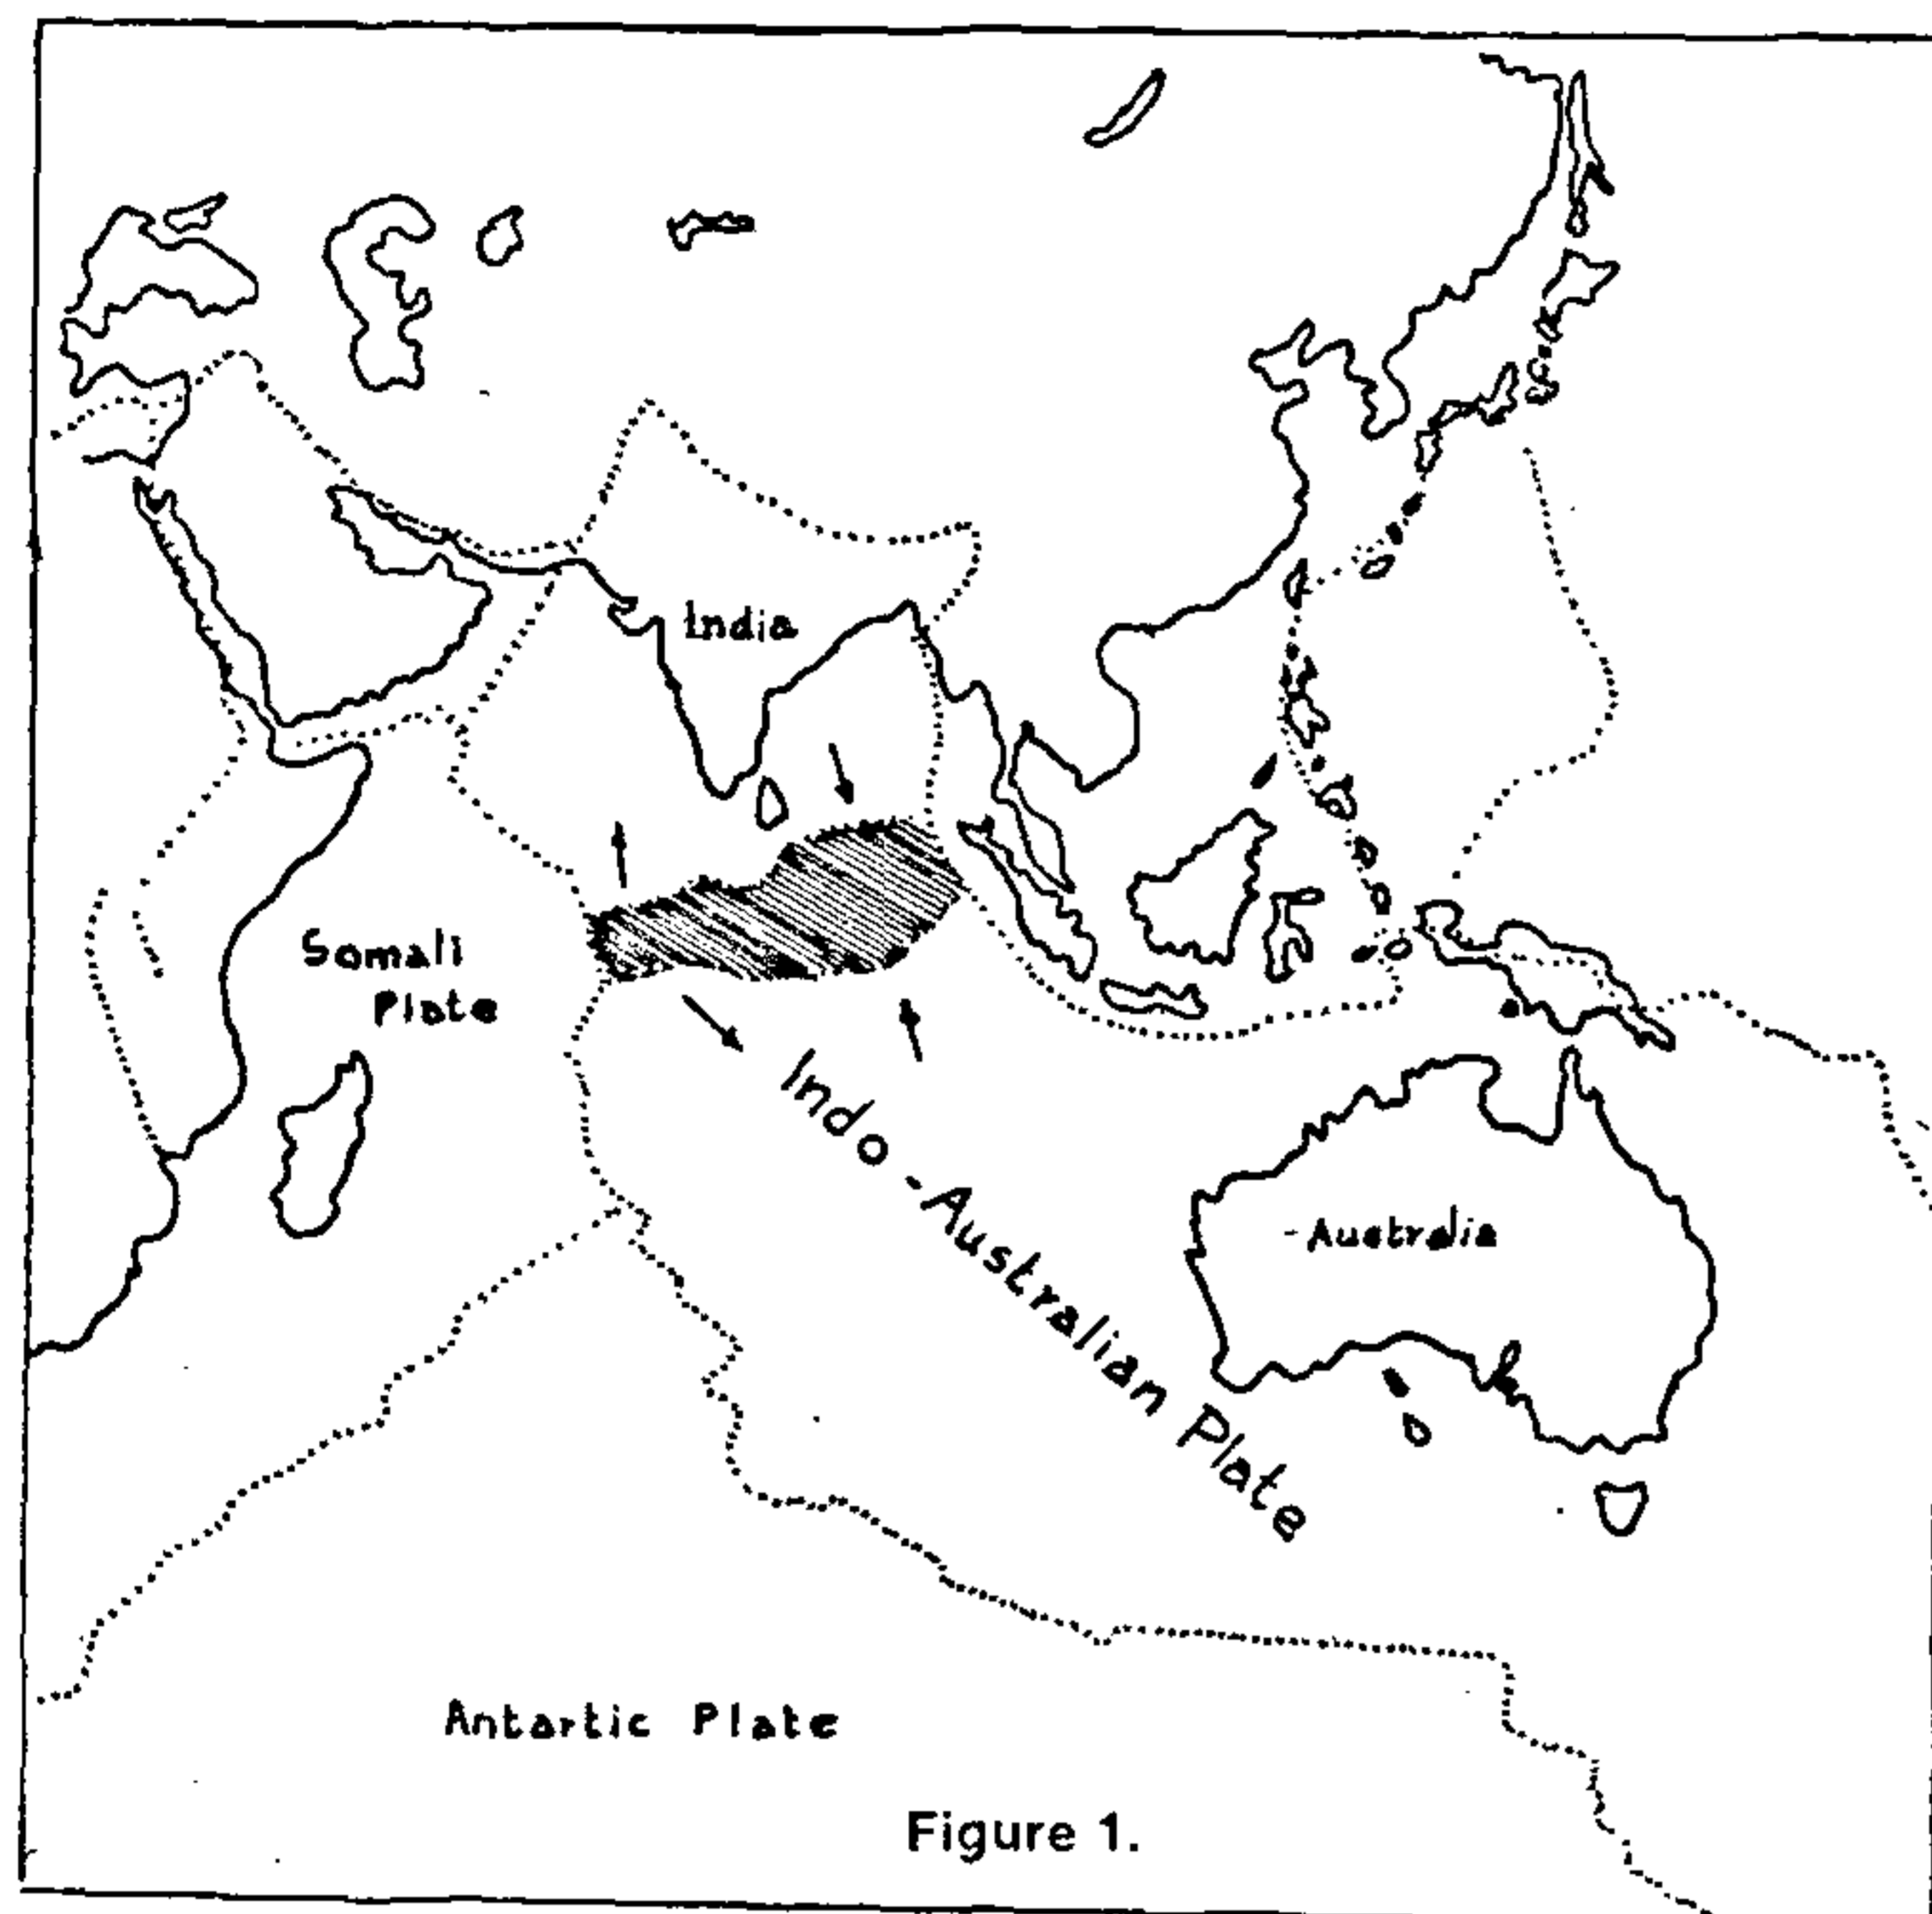 India
Somali
Plate
Indo-Australian Plate
-Australia
Antartic Plate
Figure 1.